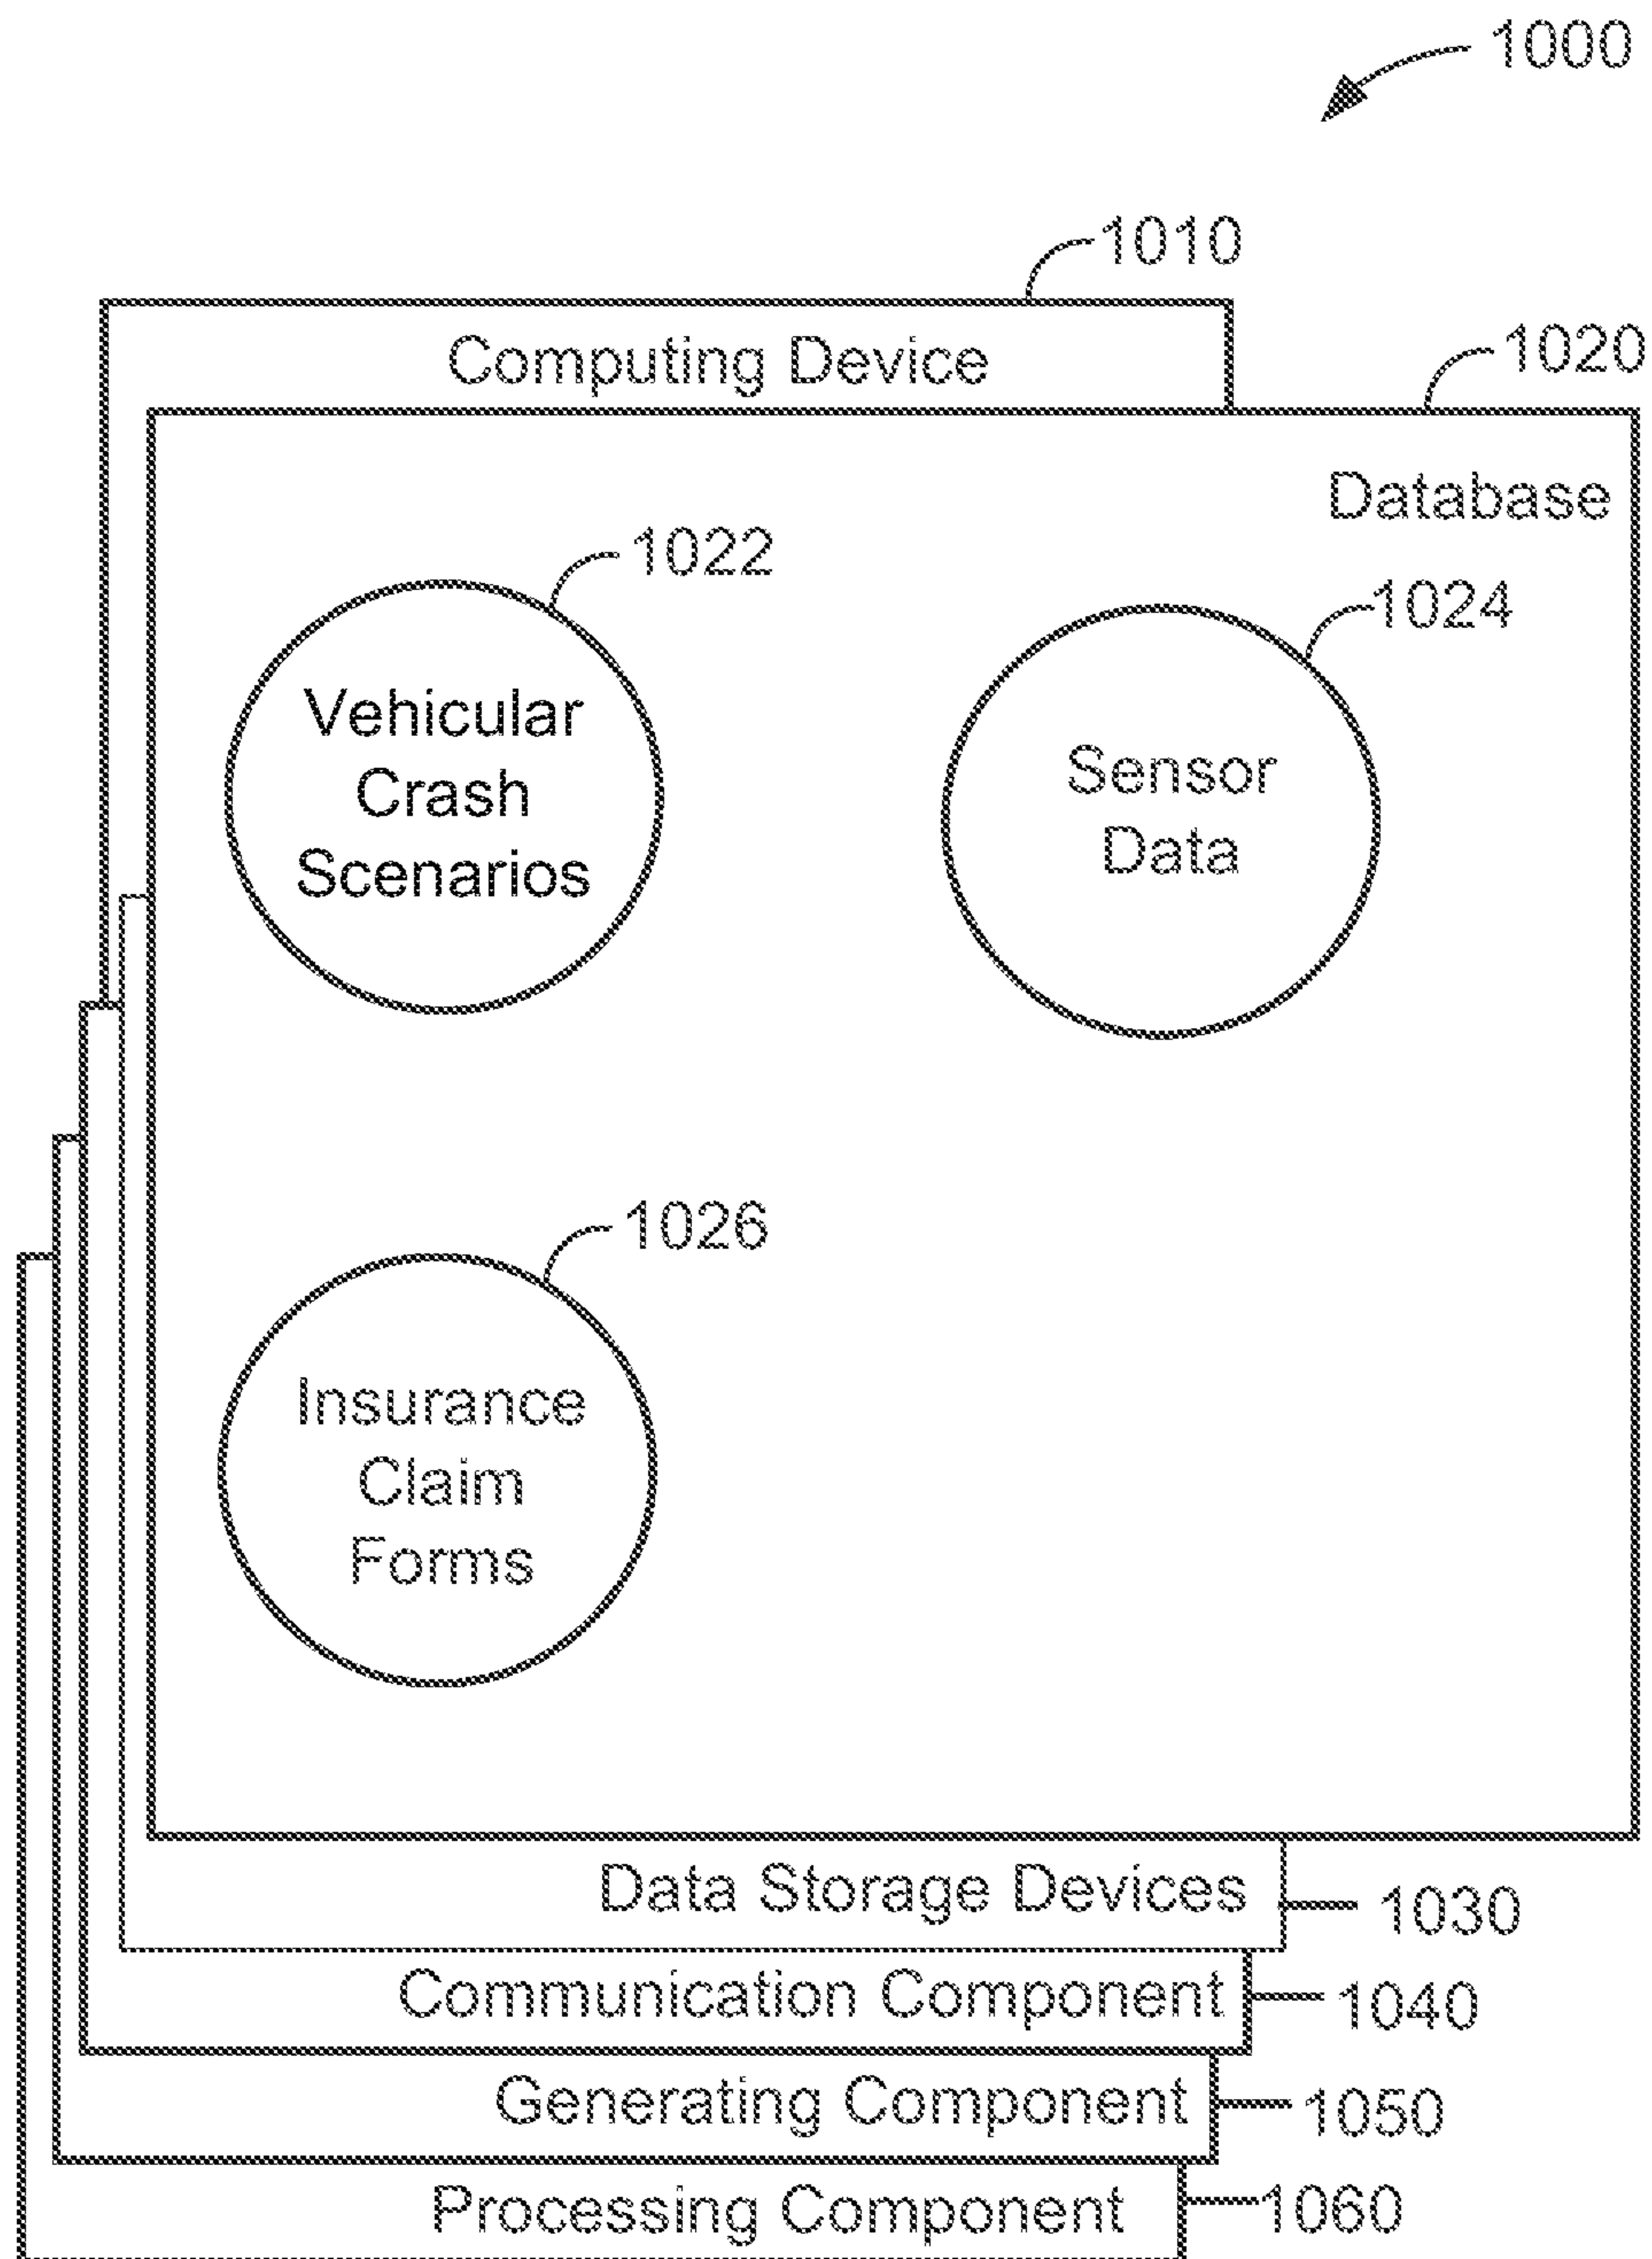 1000
1010
Computing Device
1020
Database
1022
1024
Vehicular
Crash
Scenarios
Sensor
Data
1026
Insurance
Claim
Forms
Data Storage Devices
1030
Communication Component
1040
Generating Component
1050
Processing Component
1060